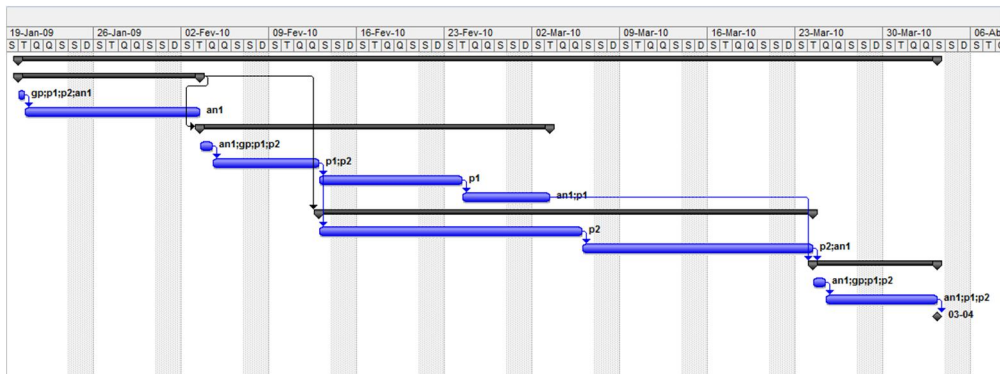 19-Jan-09 26-Jan-09 02-Fev-10 09-Fev-10 16-Fev-10 23-Fev-10 02-Mar-10 09-Mar-10 16-Mar-10 23-Mar-10 30-Mar-10 06-Ab
S T Q Q S S D S T Q Q S S D S T Q Q S S D S T Q Q S S D S T Q Q S S D S T Q Q S S D S T Q Q S S D S T Q Q S S D S T Q Q S S D S T Q Q S S D S T Q Q S S D S T Q
gp;p1;p2;an1
an1
an1;gp;p1;p2
p1;p2
p1
an1;p1
p2
p2;an1
an1;gp;p1;p2
an1;p1;p2
03-04